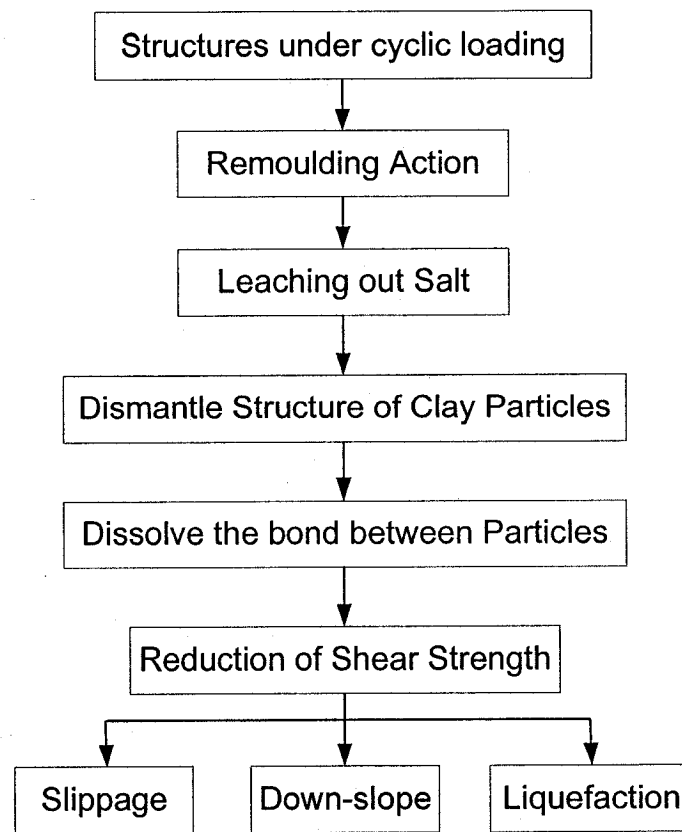 Structures under cyclic loading
Remoulding Action
Leaching out Salt
Dismantle Structure of Clay Particles
Dissolve the bond between Particles
Reduction of Shear Strength
Slippage
Down-slope
Liquefaction